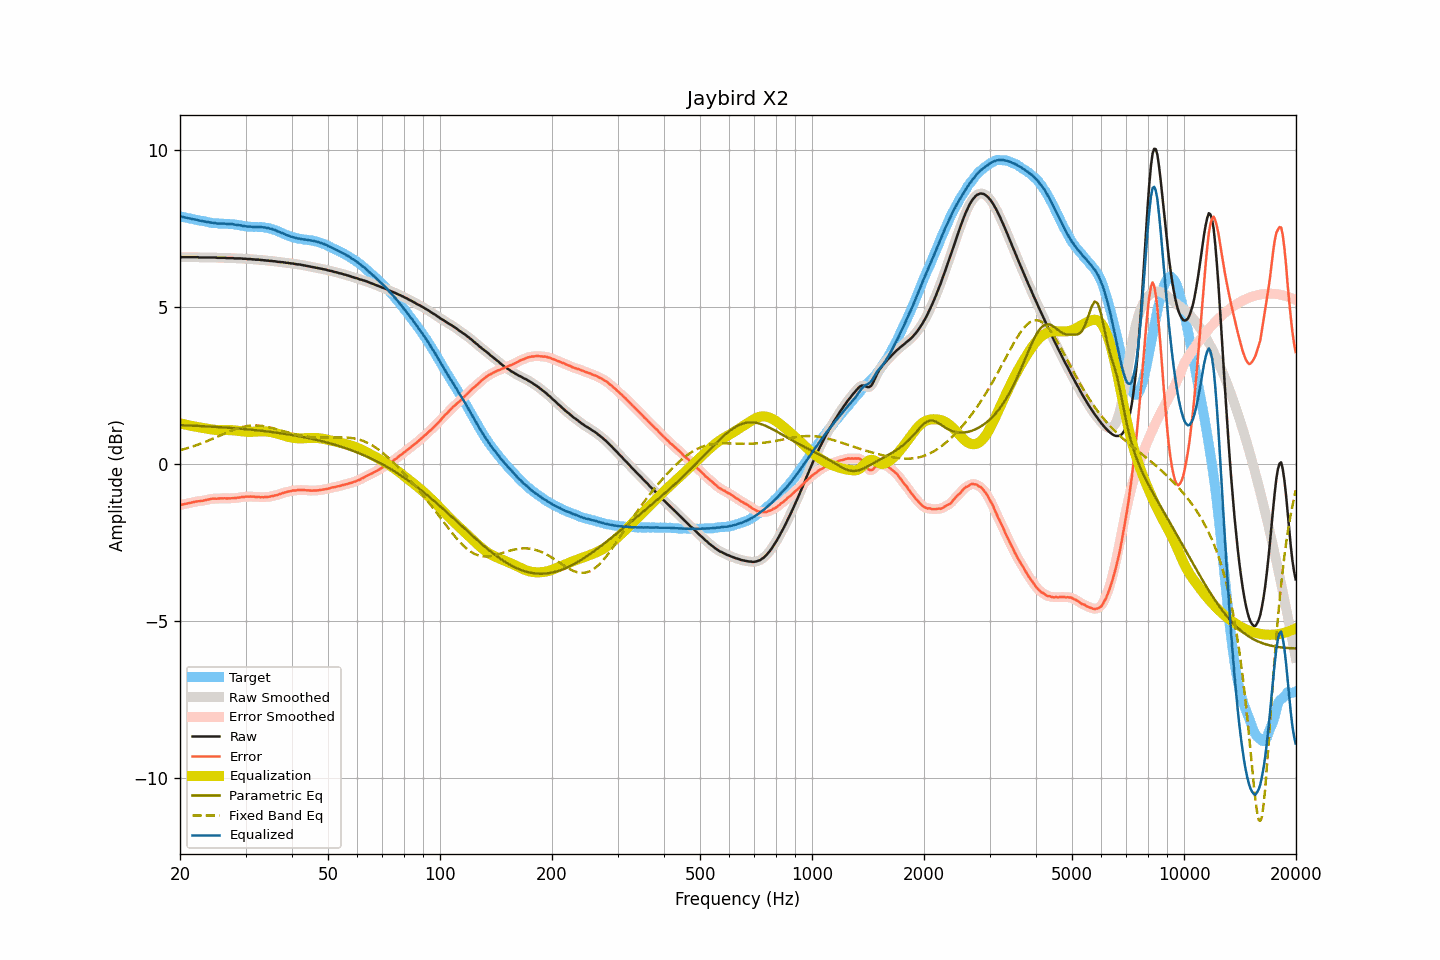 Jaybird X2
Amplitude (dBr)
10
5
0
−5
−10
Target
Raw Smoothed
Error Smoothed
Raw
Error
Equalization
Parametric Eq
Fixed Band Eq
Equalized
20 50 100 200 500 1000 2000 5000 10000 20000
Frequency (Hz)